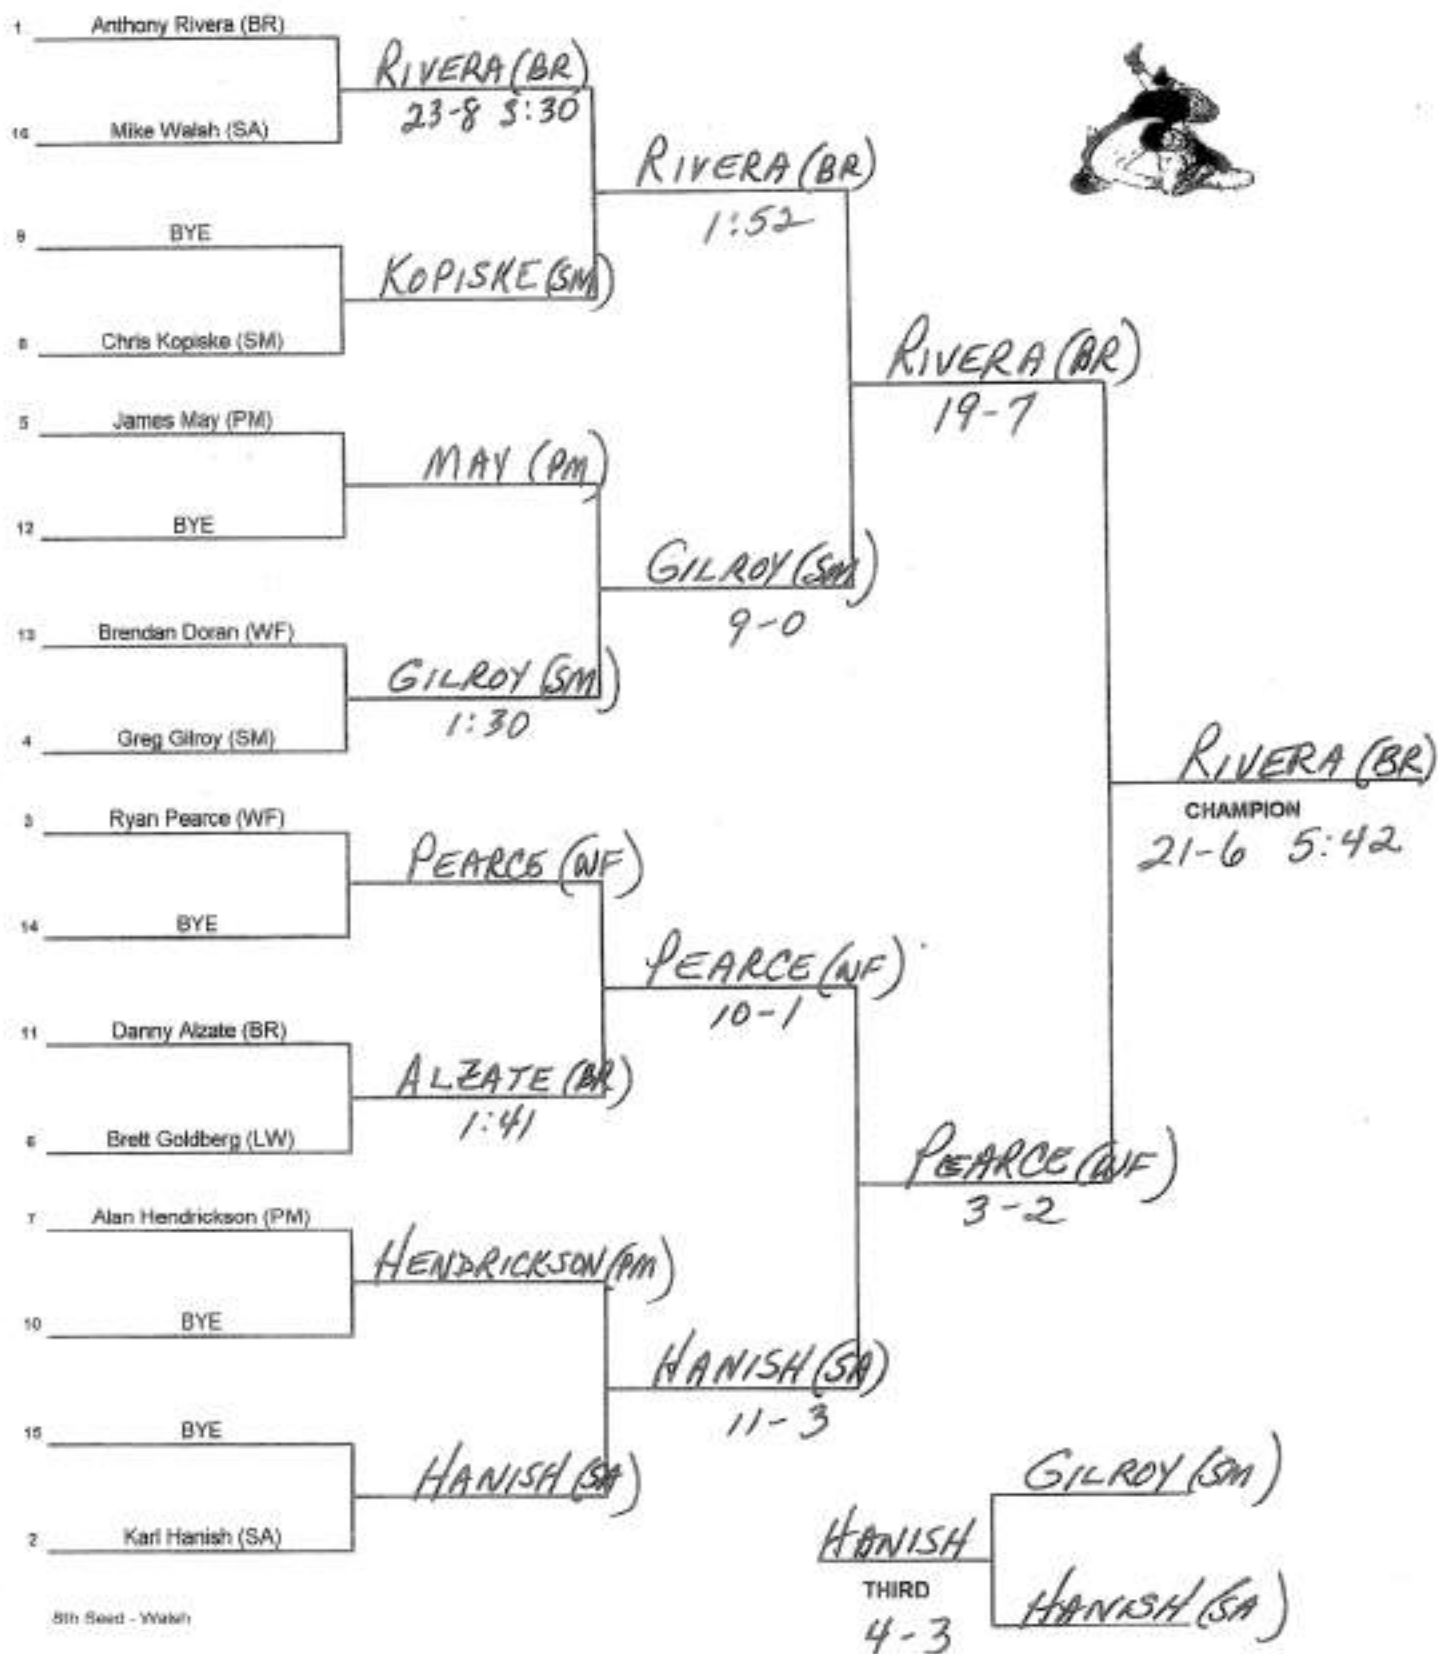 1 Anthony Rivera (BR)
RIVERA (BR)
23-8 3:30
16 Mike Walsh (SA)
RIVERA (BR)
1:52
9 BYE
KOPISKE (SM)
8 Chris Kopiske (SM)
RIVERA (BR)
19-7
5 James May (PM)
MAY (PM)
12 BYE
GILROY (SM)
9-0
13 Brendan Doran (WF)
GILROY (SM)
1:30
4 Greg Gilroy (SM)
RIVERA (BR)
CHAMPION
21-6 5:42
3 Ryan Pearce (WF)
PEARCE (WF)
14 BYE
PEARCE (WF)
10-1
11 Danny Alzate (BR)
ALZATE (BR)
1:41
6 Brett Goldberg (LW)
PEARCE (WF)
3-2
7 Alan Hendrickson (PM)
HENDRICKSON (PM)
10 BYE
HANISH (SA)
11-3
15 BYE
HANISH (SA)
2 Karl Hanish (SA)
GILROY (SM)
HANISH
THIRD
4-3
HANISH (SA)
8th Seed - Walsh